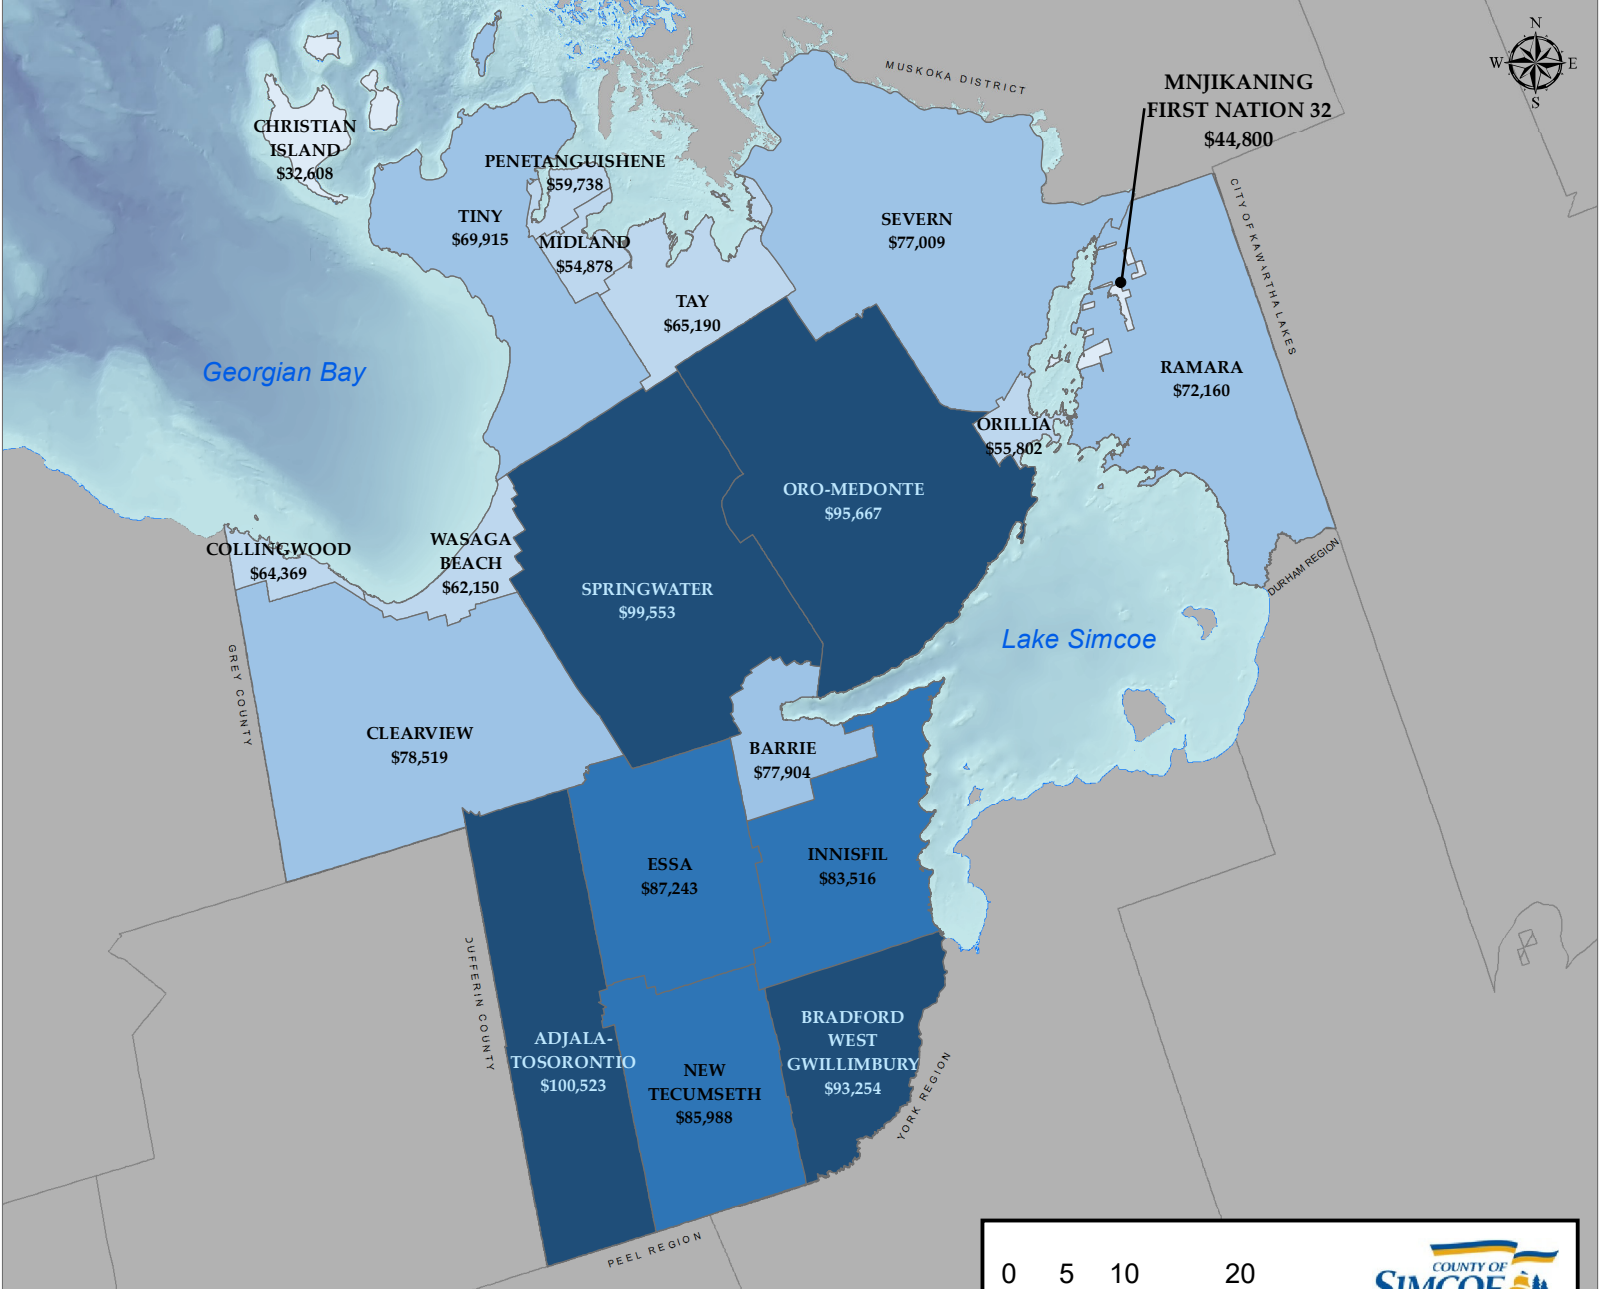 N
W E
S
MUSKOKA DISTRICT
MNJIKANING
FIRST NATION 32
$44,800
CHRISTIAN
ISLAND
$32,608
PENETANGUISHENE
$59,738
TINY
$69,915
MIDLAND
$54,878
SEVERN
$77,009
CITY OF KAWARTHA LAKES
TAY
$65,190
Georgian Bay
RAMARA
$72,160
ORILLIA
$55,802
ORO-MEDONTE
$95,667
COLLINGWOOD
$64,369
WASAGA
BEACH
$62,150
SPRINGWATER
$99,553
DURHAM REGION
Lake Simcoe
GREY COUNTY
CLEARVIEW
$78,519
BARRIE
$77,904
ESSA
$87,243
INNISFIL
$83,516
DUFFERIN COUNTY
ADJALA-
TOSORONTIO
$100,523
NEW
TECUMSETH
$85,988
BRADFORD
WEST
GWILLIMBURY
$93,254
YORK REGION
PEEL REGION
0 5 10 20
COUNTY OF
SIMCOE